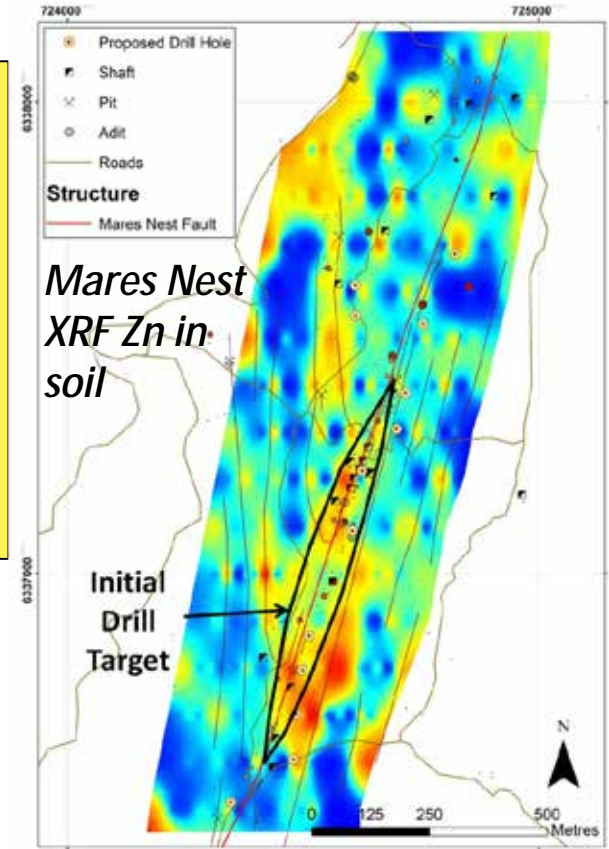 724000
725000
6338000
Proposed Drill Hole
Shaft
Pit
Adit
Roads
Structure
Mares Nest Fault
Mares Nest
XRF Zn in
soil
6337000
Initial
Drill
Target
N
0 125 250 500
Metres